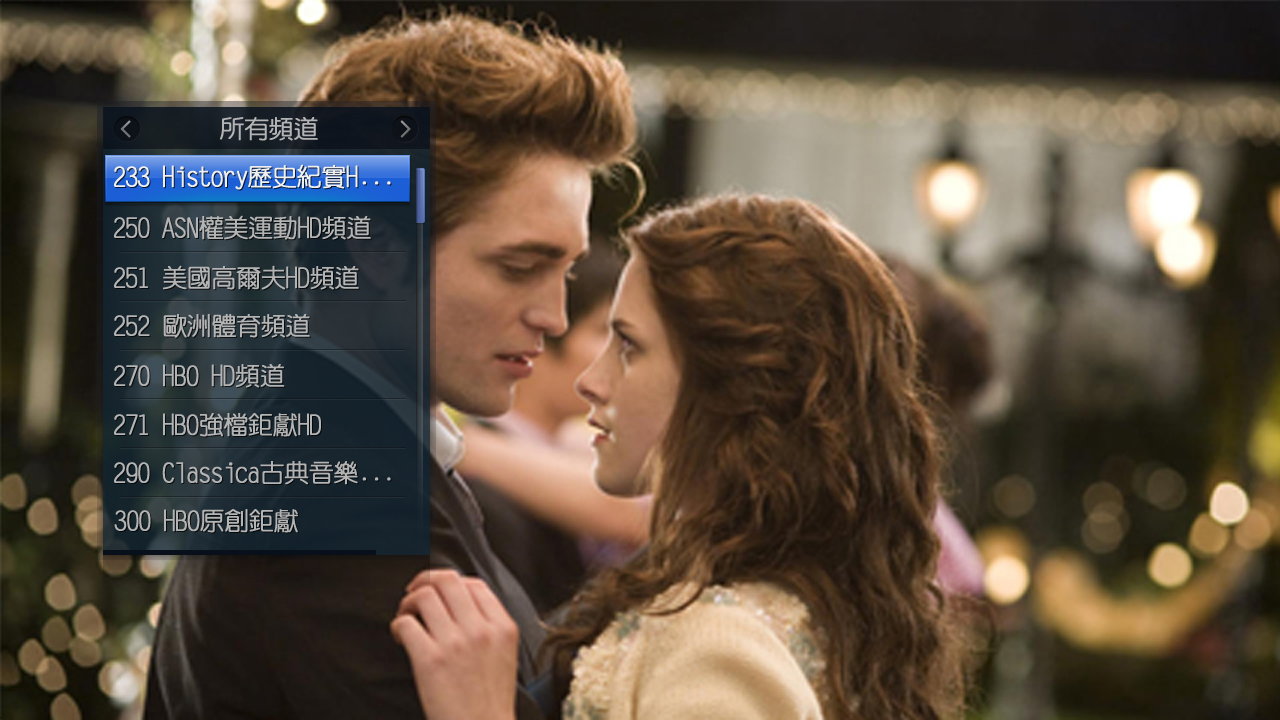 所有頻道
233 History歷史紀實H...
250 ASN權美運動HD頻道
251 美國高爾夫HD頻道
252 歐洲體育頻道
270 HBO HD頻道
271 HBO強檔鉅獻HD
290 Classica古典音樂...
300 HBO原創鉅獻